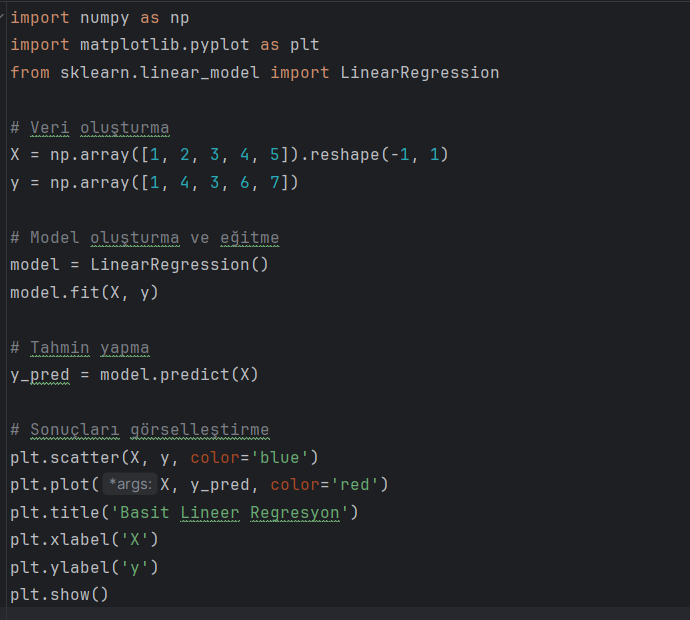 import numpy as np
import matplotlib.pyplot as plt
from sklearn.linear_model import LinearRegression
# Veri oluşturma
X = np.array([1, 2, 3, 4, 5]).reshape(-1, 1)
y = np.array([1, 4, 3, 6, 7])
# Model oluşturma ve eğitme
model = LinearRegression()
model.fit(X, y)
# Tahmin yapma
y_pred = model.predict(X)
# Sonuçları görselleştirme
plt.scatter(X, y, color='blue')
plt.plot( *args: X, y_pred, color='red')
plt.title('Basit Lineer Regresyon')
plt.xlabel('X')
plt.ylabel('y')
plt.show()